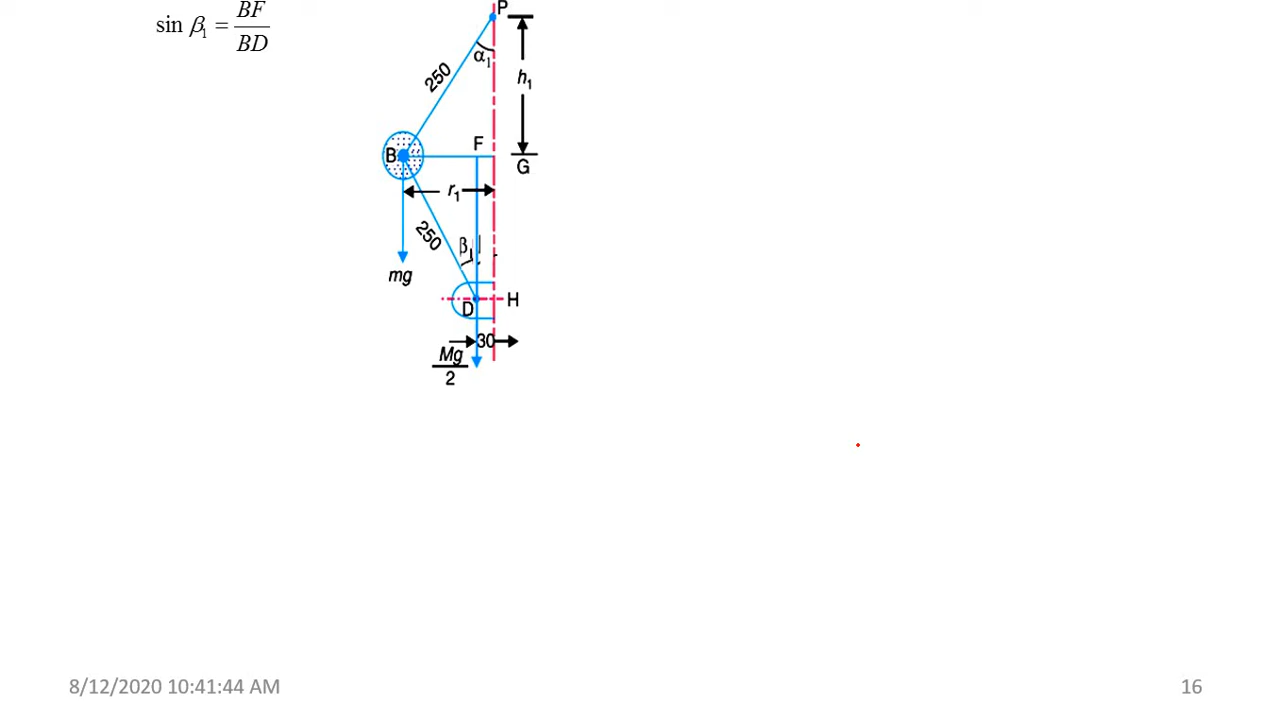 sin β₁ = BF/BD
P
α₁
250
h₁
B
F
G
r₁
250
β₁
mg
D
H
30
Mg/2
8/12/2020 10:41:44 AM
16